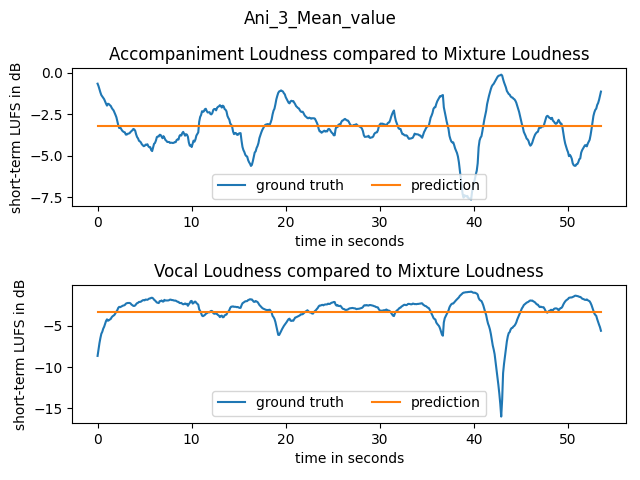 Ani_3_Mean_value
Accompaniment Loudness compared to Mixture Loudness
short-term LUFS in dB
0.0
−2.5
−5.0
−7.5
ground truth
prediction
0
10
20
30
40
50
time in seconds
Vocal Loudness compared to Mixture Loudness
short-term LUFS in dB
−5
−10
−15
ground truth
prediction
0
10
20
30
40
50
time in seconds